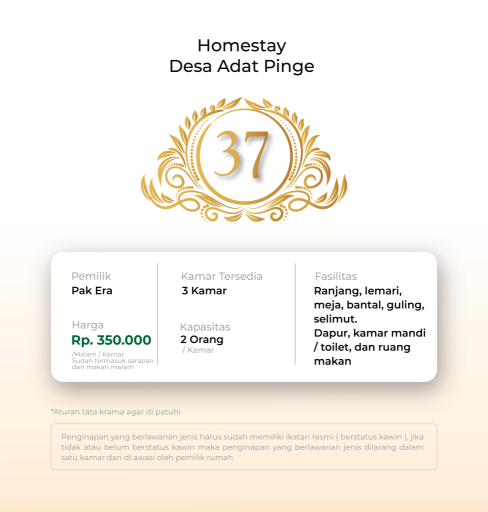 Homestay
Desa Adat Pinge
37
Pemilik
Pak Era
Harga
Rp. 350.000
/Malam / Kamar
Sudah termasuk sarapan
dan makan malam
Kamar Tersedia
3 Kamar
Kapasitas
2 Orang
/ Kamar
Fasilitas
Ranjang, lemari,
meja, bantal, guling,
selimut.
Dapur, kamar mandi
/ toilet, dan ruang
makan
*Aturan tata krama agar di patuhi
Penginapan yang berlawanan jenis harus sudah memiliki ikatan resmi ( berstatus kawin ), jika
tidak atau belum berstatus kawin maka penginapan yang berlawanan jenis dilarang dalam
satu kamar dan di awasi oleh pemilik rumah